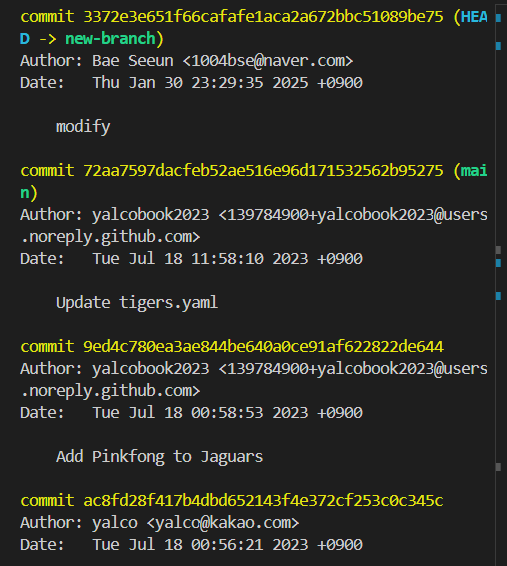 commit 3372e3e651f66cafafe1aca2a672bbc51089be75 (HEA
D -> new-branch)
Author: Bae Seeun <1004bse@naver.com>
Date:   Thu Jan 30 23:29:35 2025 +0900
modify
commit 72aa7597dacfeb52ae516e96d171532562b95275 (mai
n)
Author: yalcobook2023 <139784900+yalcobook2023@users
.noreply.github.com>
Date:   Tue Jul 18 11:58:10 2023 +0900
Update tigers.yaml
commit 9ed4c780ea3ae844be640a0ce91af622822de644
Author: yalcobook2023 <139784900+yalcobook2023@users
.noreply.github.com>
Date:   Tue Jul 18 00:58:53 2023 +0900
Add Pinkfong to Jaguars
commit ac8fd28f417b4dbd652143f4e372cf253c0c345c
Author: yalco <yalco@kakao.com>
Date:   Tue Jul 18 00:56:21 2023 +0900